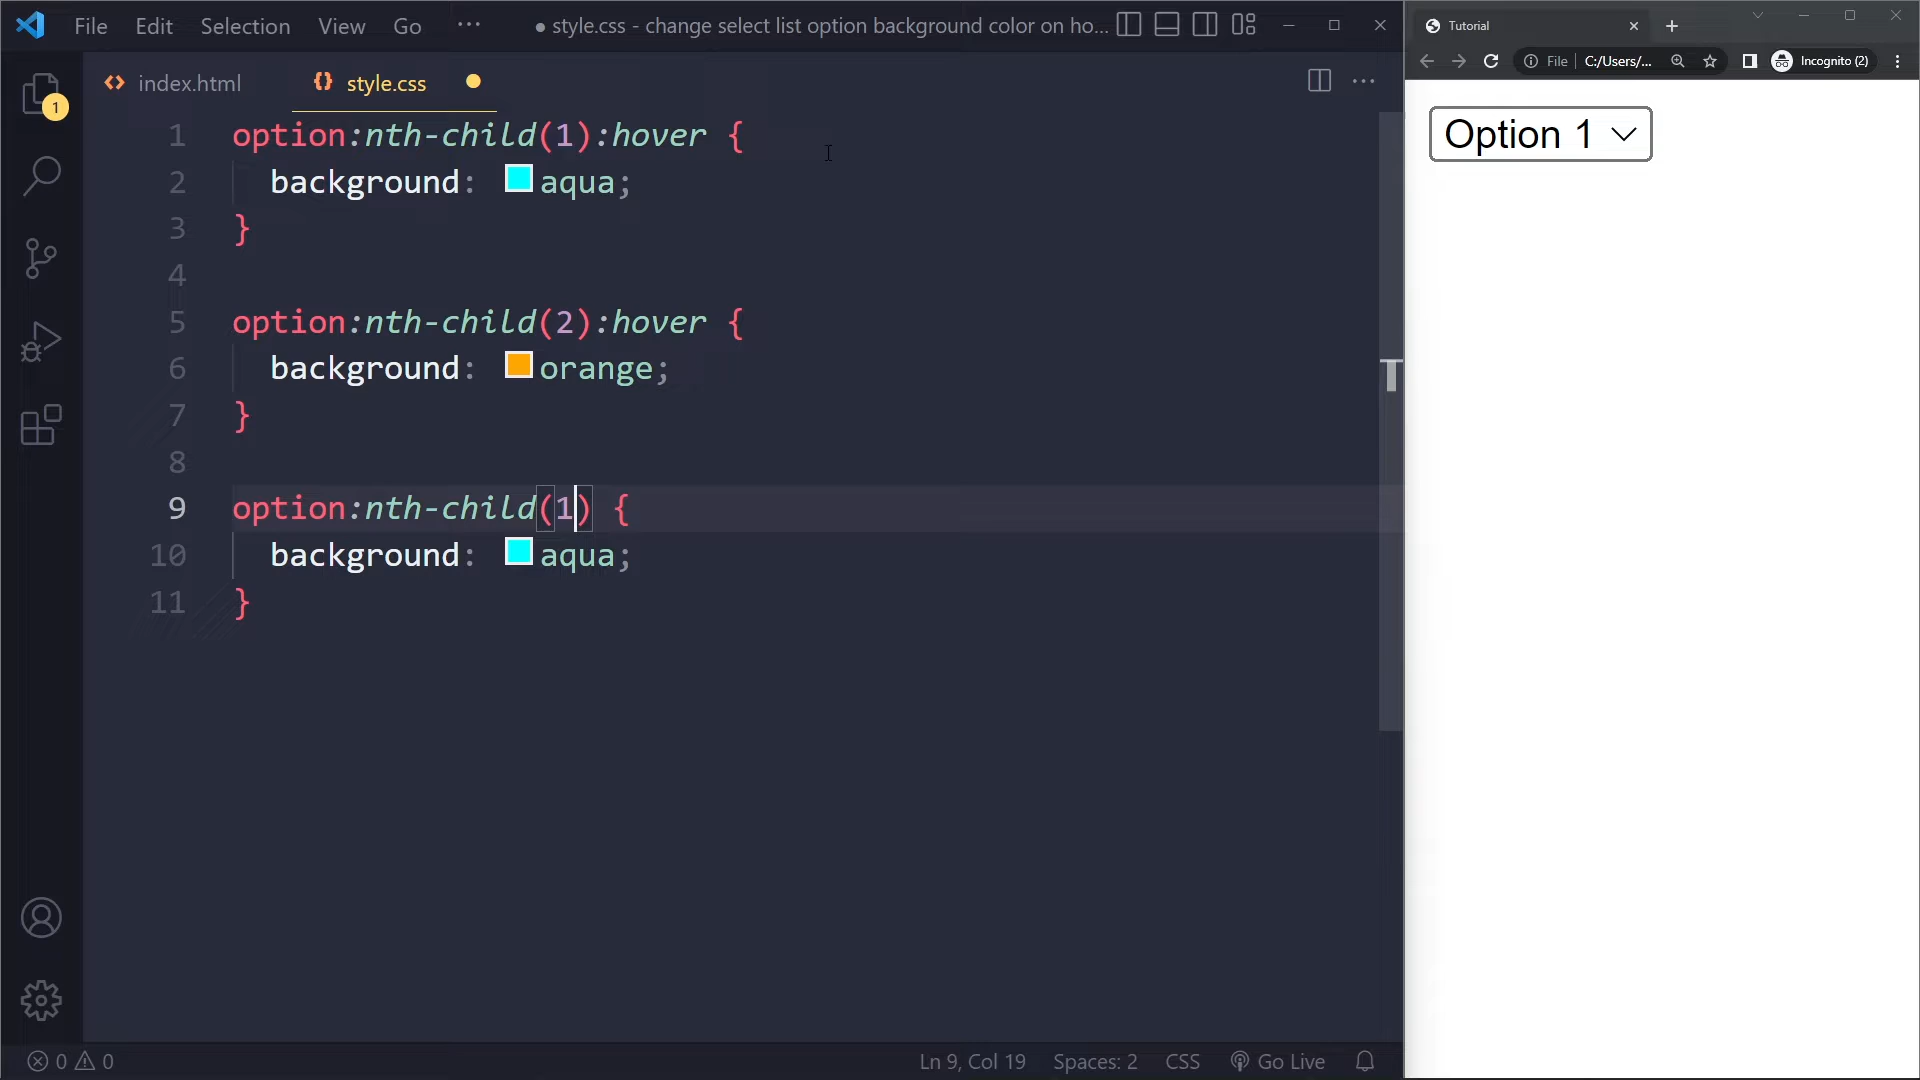 File Edit Selection View Go ··· ● style.css - change select list option background color on ho...
index.html style.css
1 option:nth-child(1):hover {
2 background: aqua;
3 }
4
5 option:nth-child(2):hover {
6 background: orange;
7 }
8
9 option:nth-child(1) {
10 background: aqua;
11 }
1
0 0 Ln 9, Col 19 Spaces: 2 CSS Go Live
Tutorial
File C:/Users/... Incognito (2)
Option 1